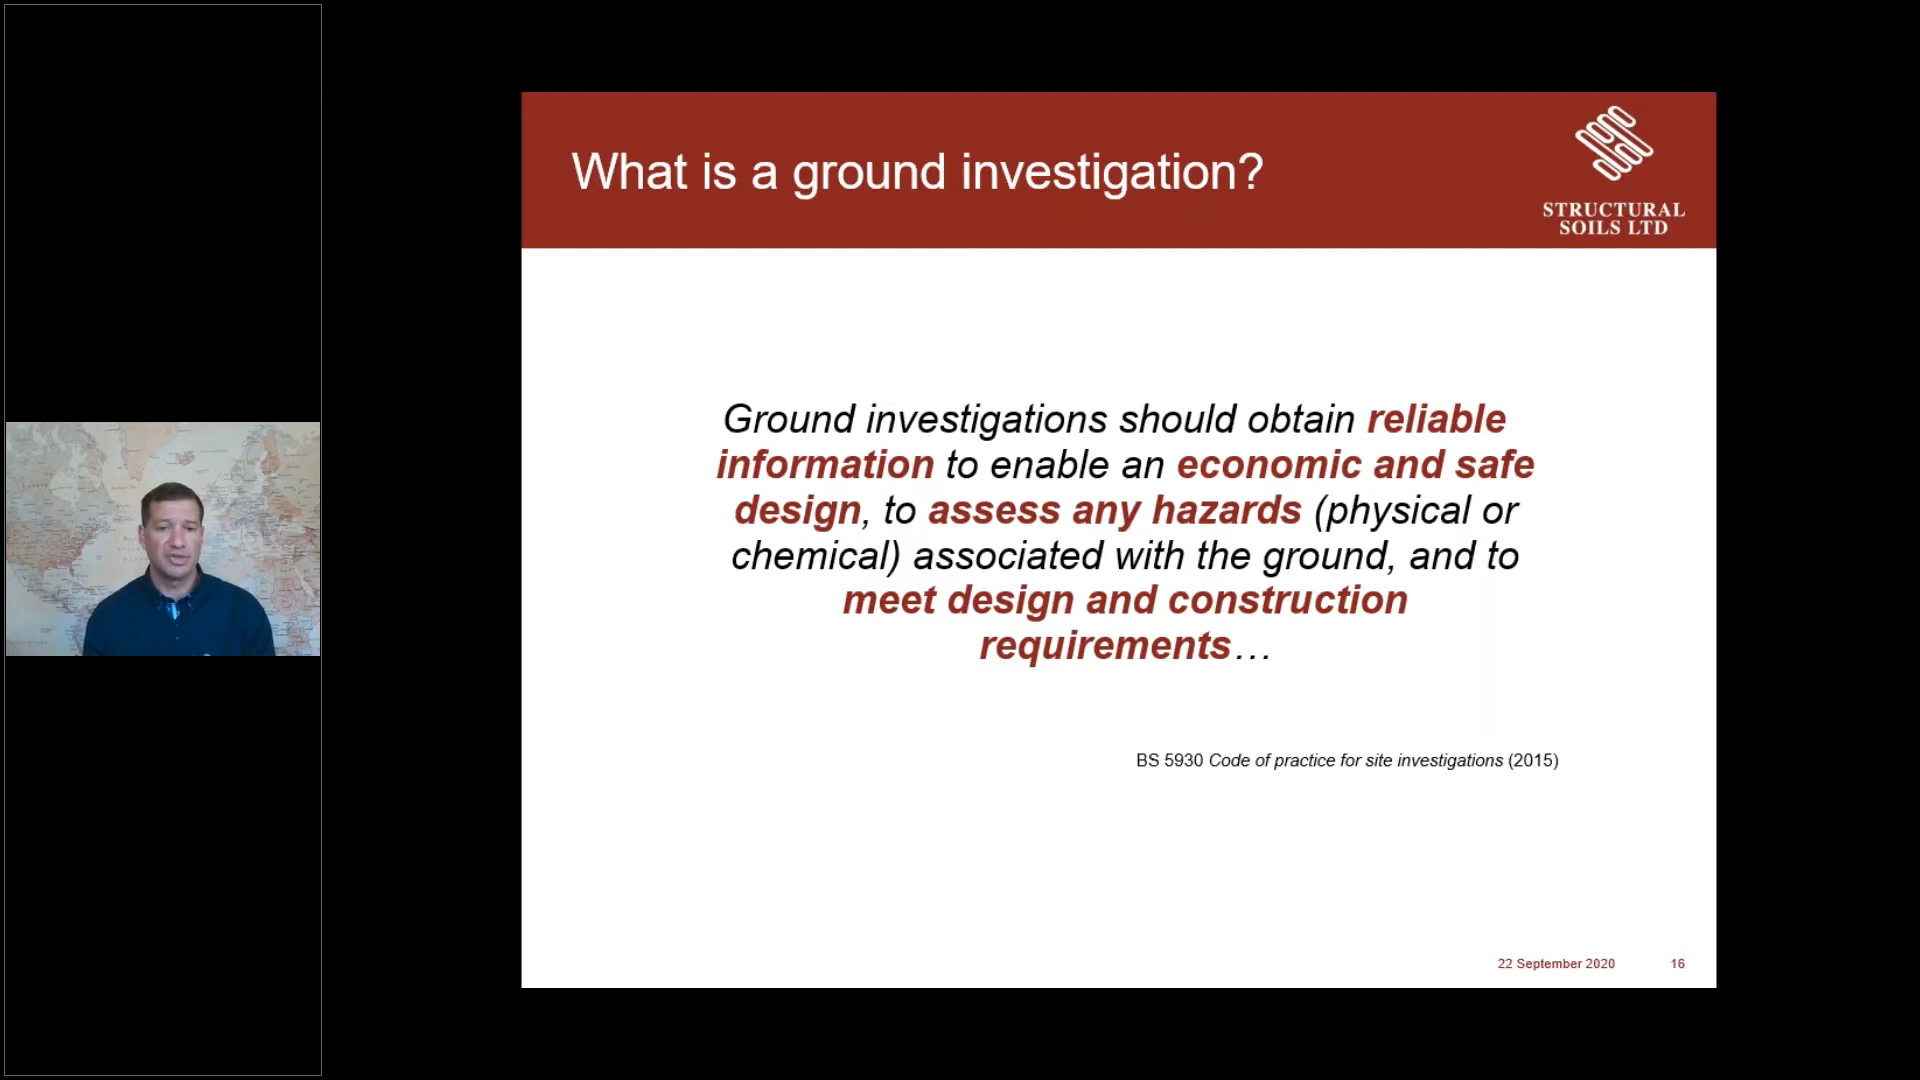 What is a ground investigation?
STRUCTURAL
SOILS LTD
Ground investigations should obtain reliable
information to enable an economic and safe
design, to assess any hazards (physical or
chemical) associated with the ground, and to
meet design and construction
requirements…
BS 5930 Code of practice for site investigations (2015)
22 September 2020
16